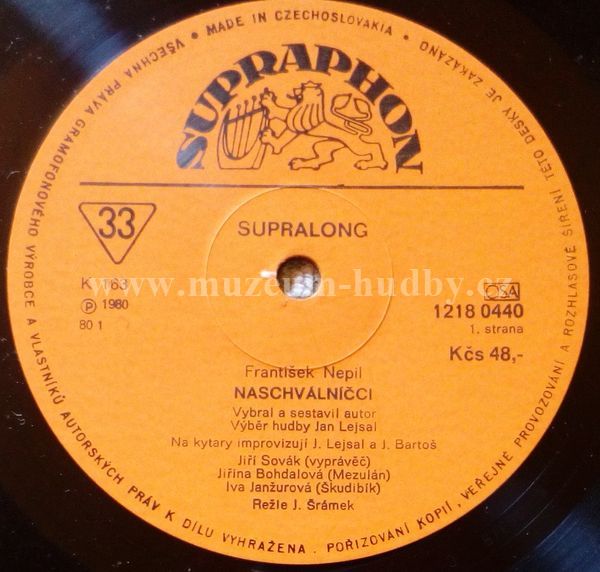 VŠECHNA PRÁVA GRAMOFONOVÉHO VÝROBCE A VLASTNÍKŮ AUTORSKÝCH PRÁV K DÍLU VYHRAŽENA. POŘIZOVÁNÍ KOPIÍ, VEŘEJNÉ PROVOZOVÁNÍ A ROZHLASOVÉ ŠÍŘENÍ TÉTO DESKY JE ZAKÁZÁNO • MADE IN CZECHOSLOVAKIA •
SUPRAPHON
33
SUPRALONG
www.muzeum-hudby.cz
℗ 1980
OSA
80 1
1218 0440
1. strana
Kčs 48,-
František Nepil
NASCHVÁLNÍČCI
Vybral a sestavil autor
Výběr hudby Jan Lejsal
Na kytary improvizují J. Lejsal a J. Bartoš
Jiří Sovák (vyprávěč)
Jiřina Bohdalová (Mezulán)
Iva Janžurová (Škudibík)
Režie J. Šrámek